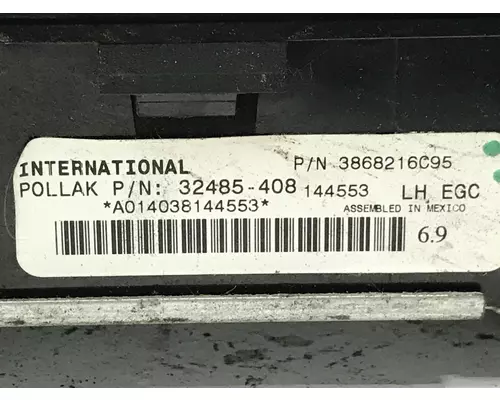 INTERNATIONAL P/N 3868216C95
POLLAK P/N: 32485-408 144553 LH, EGC
*A014038144553* ASSEMBLED IN MEXICO
6.9